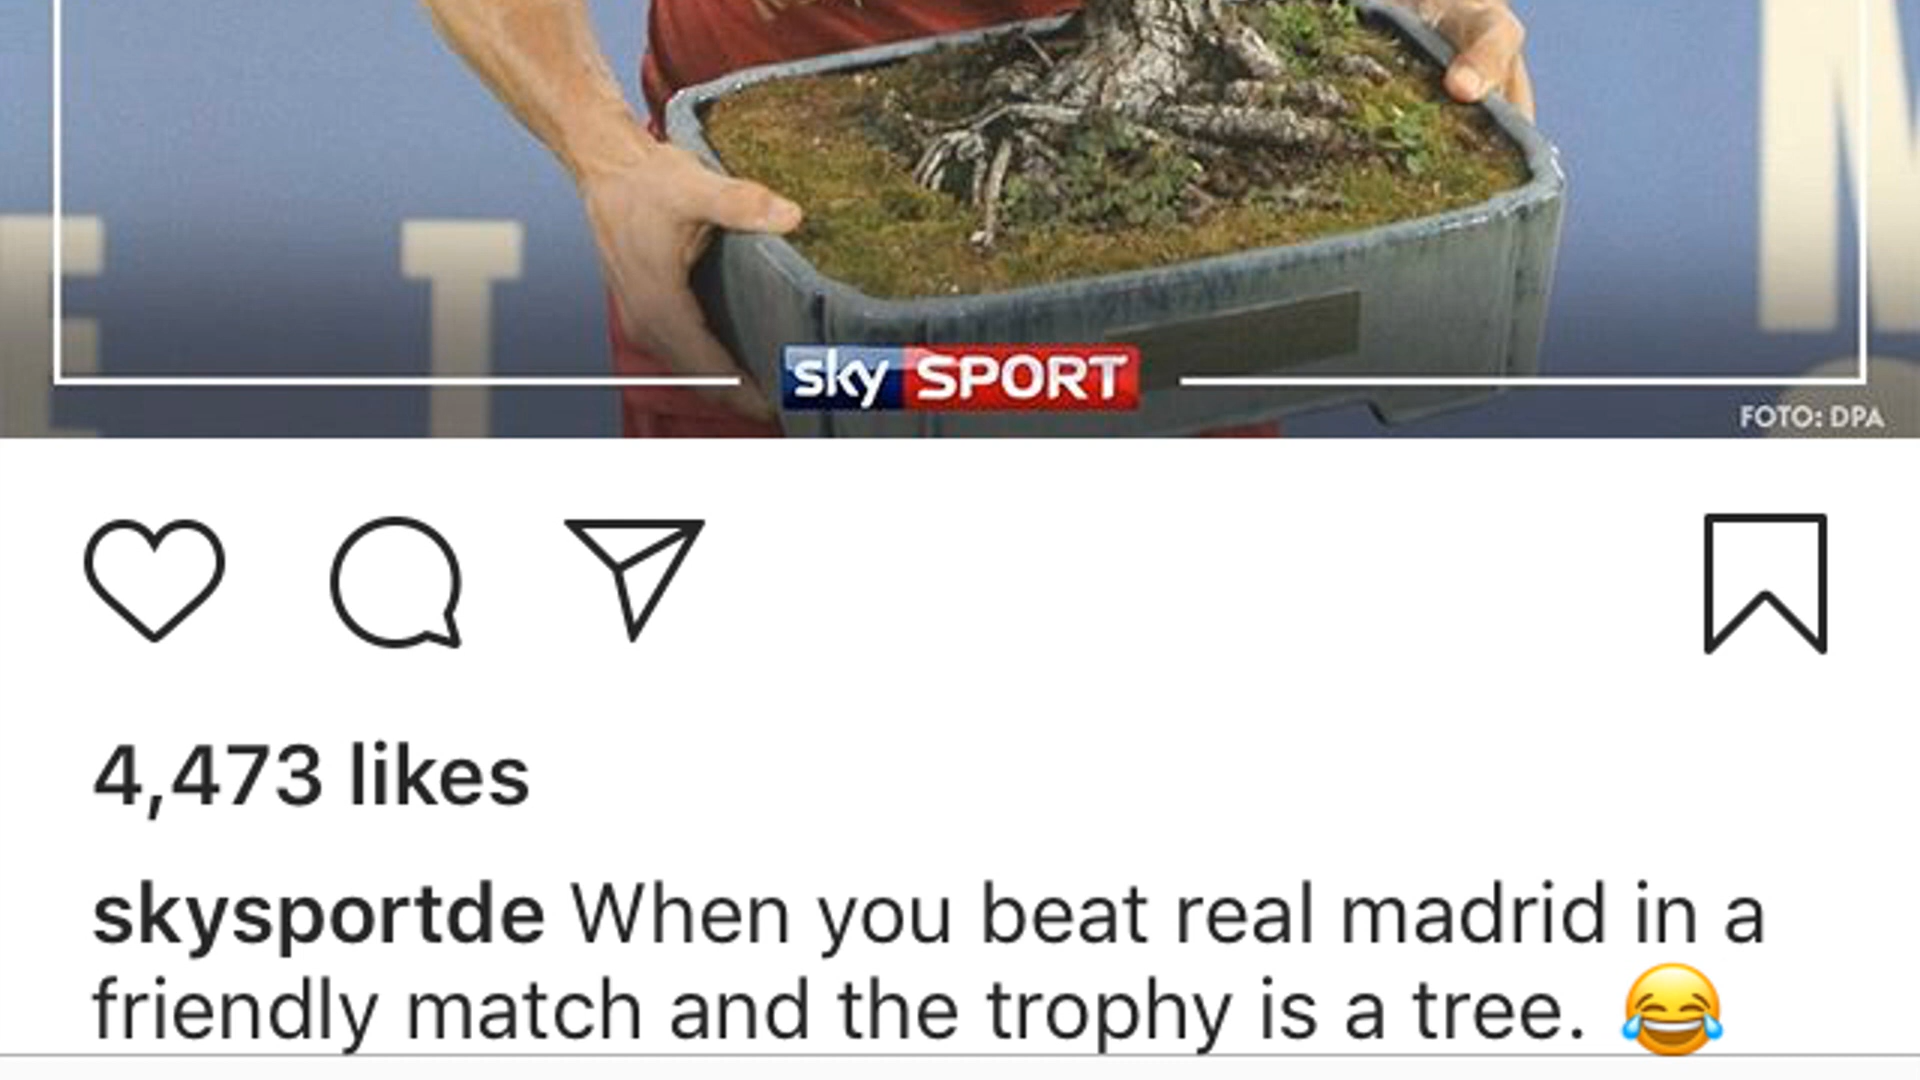 E T M
sky SPORT
FOTO: DPA
4,473 likes
skysportde When you beat real madrid in a
friendly match and the trophy is a tree. 😂